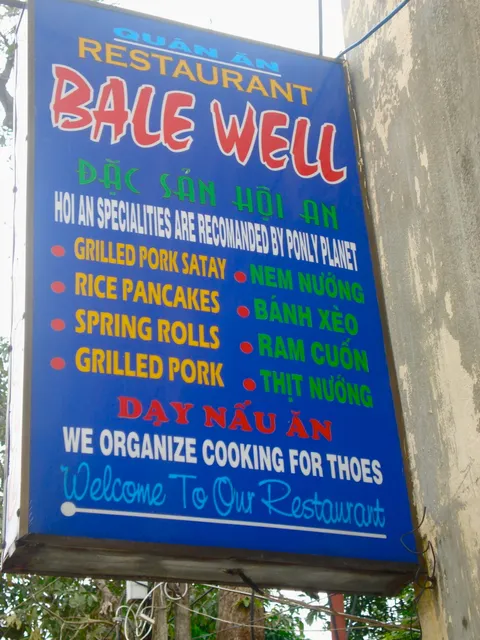 QUÁN ĂN
RESTAURANT
BALE WELL
ĐẶC SẢN HỘI AN
HOI AN SPECIALITIES ARE RECOMANDED BY PONLY PLANET
GRILLED PORK SATAY NEM NƯỚNG
RICE PANCAKES BÁNH XÈO
SPRING ROLLS RAM CUỐN
GRILLED PORK THỊT NƯỚNG
DẠY NẤU ĂN
WE ORGANIZE COOKING FOR THOES
Welcome To Our Restaurant